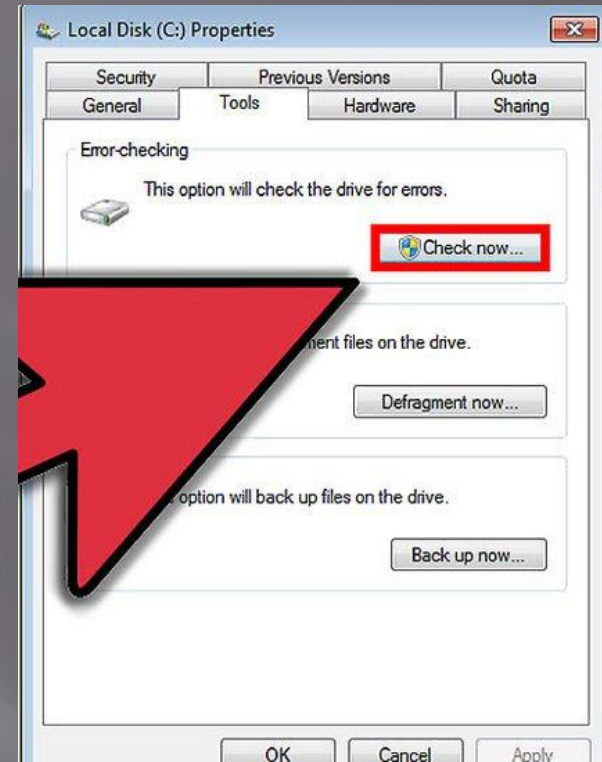 Local Disk (C:) Properties
Security Previous Versions Quota
General Tools Hardware Sharing
Error-checking
This option will check the drive for errors.
Check now...
files on the drive.
Defragment now...
option will back up files on the drive.
Back up now...
OK Cancel Apply